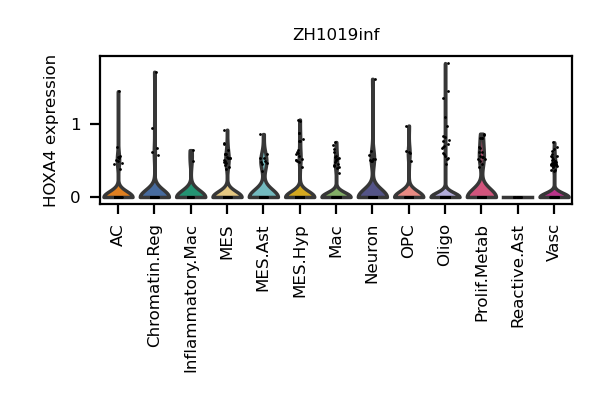 ZH1019inf
HOXA4 expression
1
0
AC
Chromatin.Reg
Inflammatory.Mac
MES
MES.Ast
MES.Hyp
Mac
Neuron
OPC
Oligo
Prolif.Metab
Reactive.Ast
Vasc